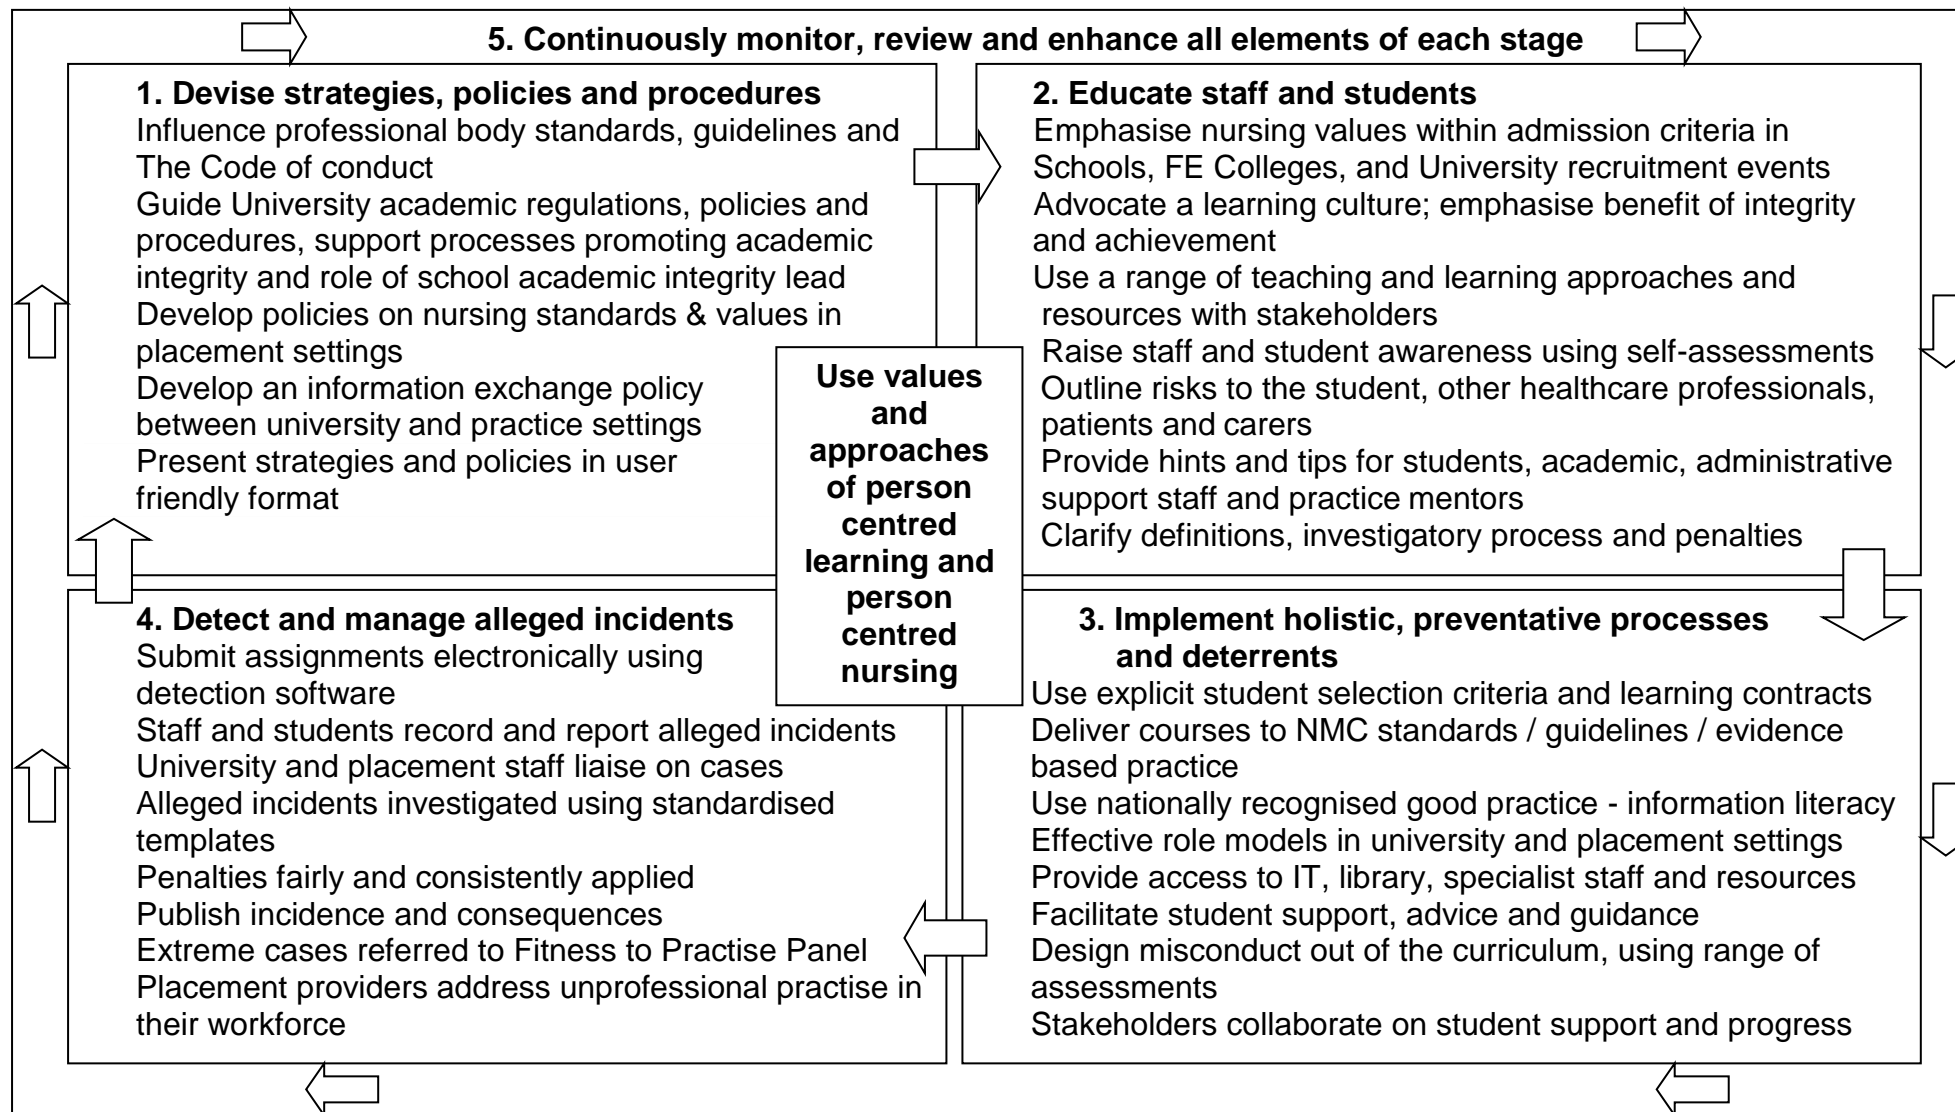 5. Continuously monitor, review and enhance all elements of each stage
1. Devise strategies, policies and procedures
Influence professional body standards, guidelines and
The Code of conduct
Guide University academic regulations, policies and
procedures, support processes promoting academic
integrity and role of school academic integrity lead
Develop policies on nursing standards & values in
placement settings
Develop an information exchange policy
between university and practice settings
Present strategies and policies in user
friendly format
2. Educate staff and students
Emphasise nursing values within admission criteria in
Schools, FE Colleges, and University recruitment events
Advocate a learning culture; emphasise benefit of integrity
and achievement
Use a range of teaching and learning approaches and
resources with stakeholders
Raise staff and student awareness using self-assessments
Outline risks to the student, other healthcare professionals,
patients and carers
Provide hints and tips for students, academic, administrative
support staff and practice mentors
Clarify definitions, investigatory process and penalties
Use values
and
approaches
of person
centred
learning and
person
centred
nursing
3. Implement holistic, preventative processes
and deterrents
Use explicit student selection criteria and learning contracts
Deliver courses to NMC standards / guidelines / evidence
based practice
Use nationally recognised good practice - information literacy
Effective role models in university and placement settings
Provide access to IT, library, specialist staff and resources
Facilitate student support, advice and guidance
Design misconduct out of the curriculum, using range of
assessments
Stakeholders collaborate on student support and progress
4. Detect and manage alleged incidents
Submit assignments electronically using
detection software
Staff and students record and report alleged incidents
University and placement staff liaise on cases
Alleged incidents investigated using standardised
templates
Penalties fairly and consistently applied
Publish incidence and consequences
Extreme cases referred to Fitness to Practise Panel
Placement providers address unprofessional practise in
their workforce